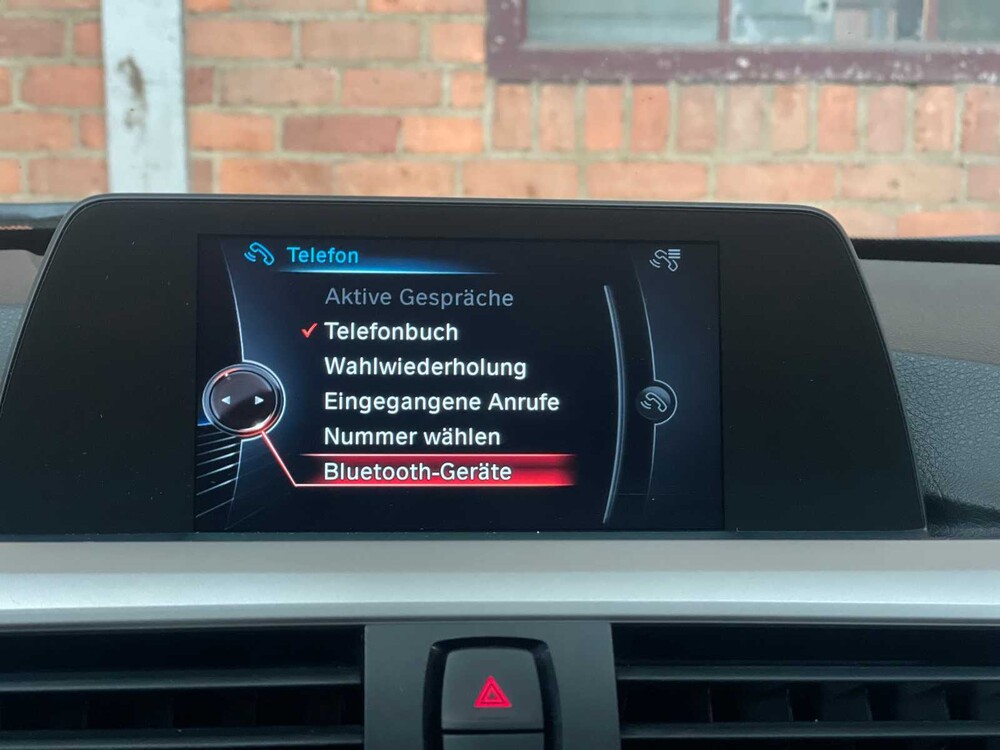 Telefon
Aktive Gespräche
Telefonbuch
Wahlwiederholung
Eingegangene Anrufe
Nummer wählen
Bluetooth-Geräte